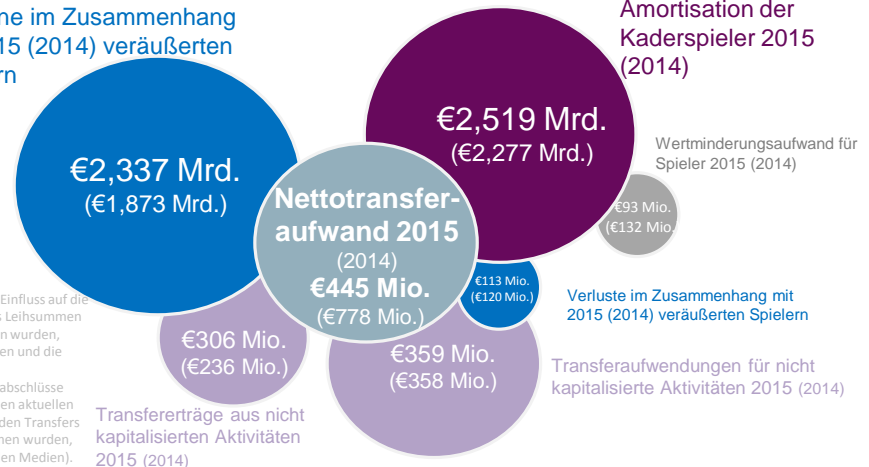 ne im Zusammenhang
15 (2014) veräußerten
rn
€2,337 Mrd.
(€1,873 Mrd.)
Amortisation der
Kaderspieler 2015
(2014)
€2,519 Mrd.
(€2,277 Mrd.)
Wertminderungsaufwand für
Spieler 2015 (2014)
€93 Mio.
(€132 Mio.
Nettotransfer-
aufwand 2015
(2014)
€445 Mio.
(€778 Mio.)
€113 Mio.
(€120 Mio.)
Verluste im Zusammenhang mit
2015 (2014) veräußerten Spielern
€306 Mio.
(€236 Mio.)
€359 Mio.
(€358 Mio.)
Transferaufwendungen für nicht
kapitalisierte Aktivitäten 2015 (2014)
Transfererträge aus nicht
kapitalisierten Aktivitäten
2015 (2014)
Einfluss auf die
s Leihsummen
n wurden,
en und die
abschlüsse
en aktuellen
den Transfers
nen wurden,
en Medien).